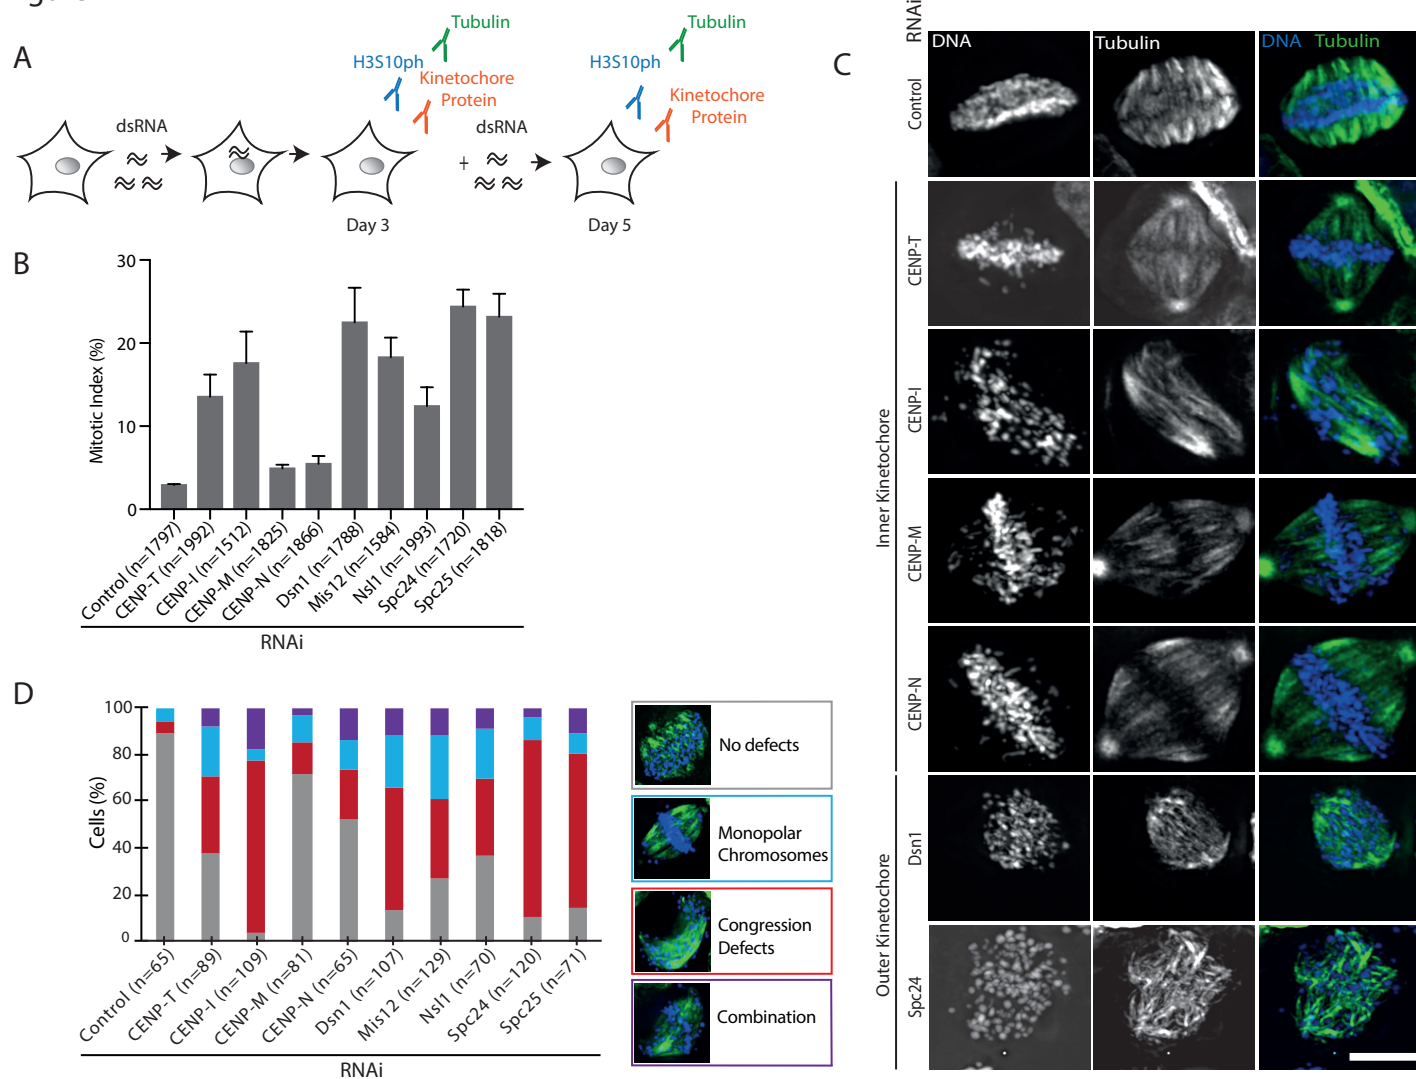 A
Tubulin
H3S10ph
Kinetochore
Protein
dsRNA
Day 3
+
dsRNA
Tubulin
H3S10ph
Kinetochore
Protein
Day 5
B
Mitotic Index (%)
30
20
10
0
Control (n=1797)
CENP-T (n=1992)
CENP-I (n=1512)
CENP-M (n=1825)
CENP-N (n=1866)
Dsn1 (n=1788)
Mis12 (n=1584)
Nsl1 (n=1993)
Spc24 (n=1720)
Spc25 (n=1818)
RNAi
C
RNAi
DNA
Tubulin
DNA Tubulin
Control
Inner Kinetochore
CENP-T
CENP-I
CENP-M
CENP-N
Outer Kinetochore
Dsn1
Spc24
D
Cells (%)
100
80
60
40
20
0
Control (n=65)
CENP-T (n=89)
CENP-I (n=109)
CENP-M (n=81)
CENP-N (n=65)
Dsn1 (n=107)
Mis12 (n=129)
Nsl1 (n=70)
Spc24 (n=120)
Spc25 (n=71)
RNAi
No defects
Monopolar
Chromosomes
Congression
Defects
Combination